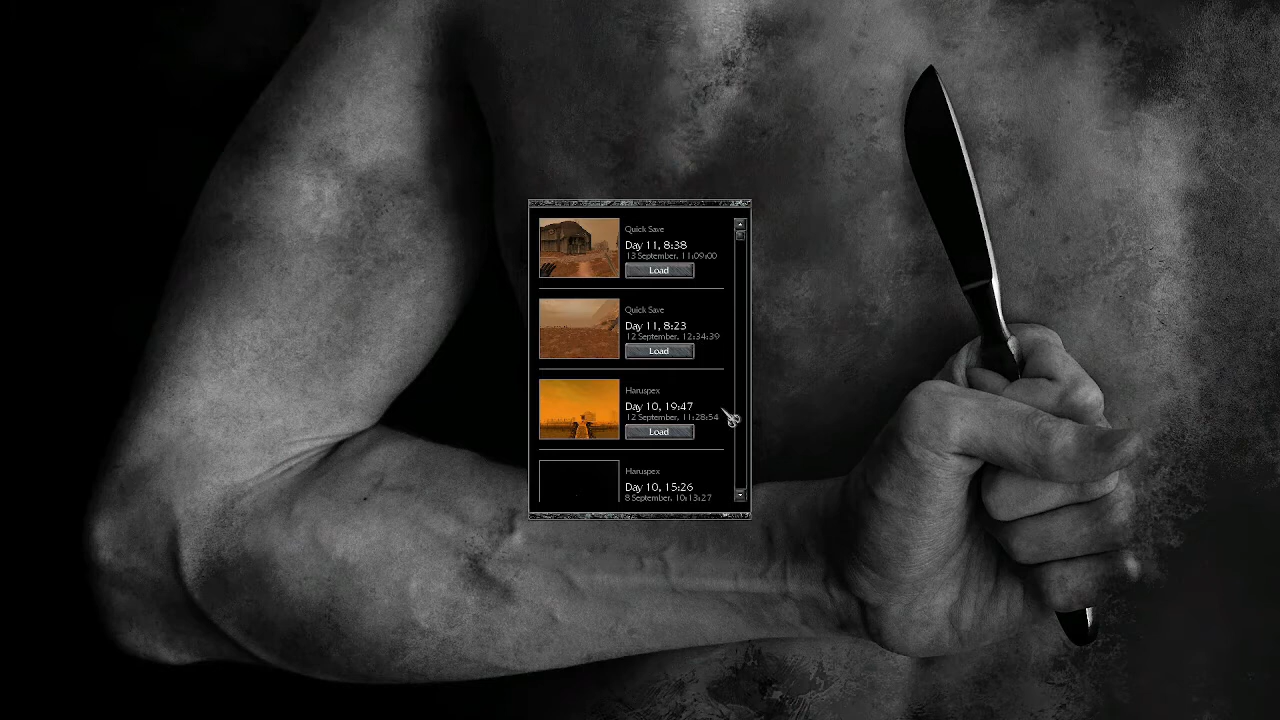 Quick Save
Day 11, 8:38
13 September, 11:09:00
Load
Quick Save
Day 11, 8:23
12 September, 12:34:39
Load
Haruspex
Day 10, 19:47
12 September, 11:28:54
Load
Haruspex
Day 10, 15:26
8 September, 10:13:27